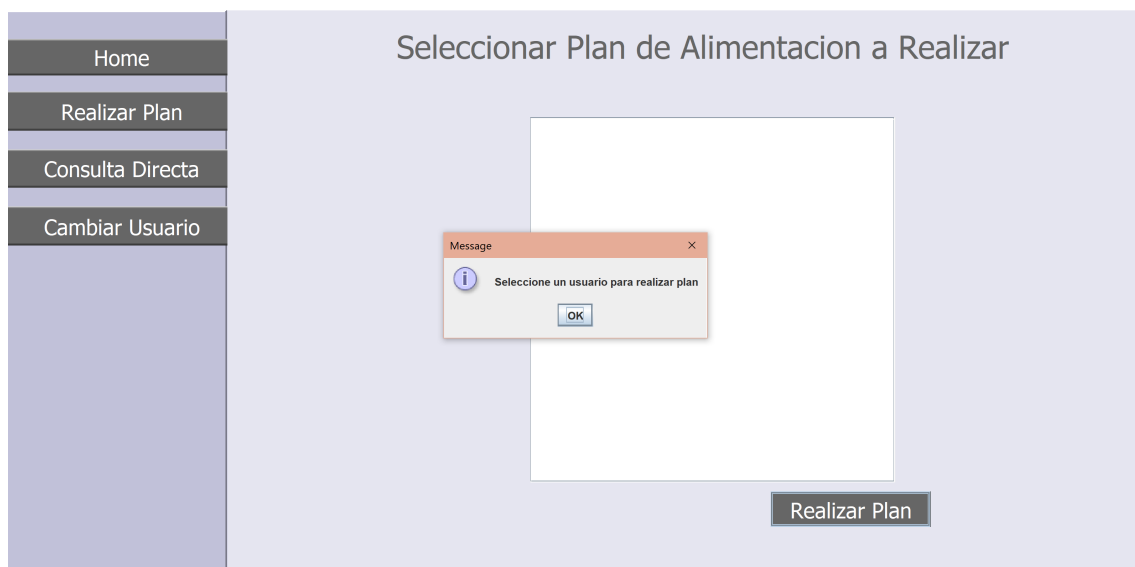 Seleccionar Plan de Alimentacion a Realizar
Home
Realizar Plan
Consulta Directa
Cambiar Usuario
Message
i
Seleccione un usuario para realizar plan
OK
Realizar Plan